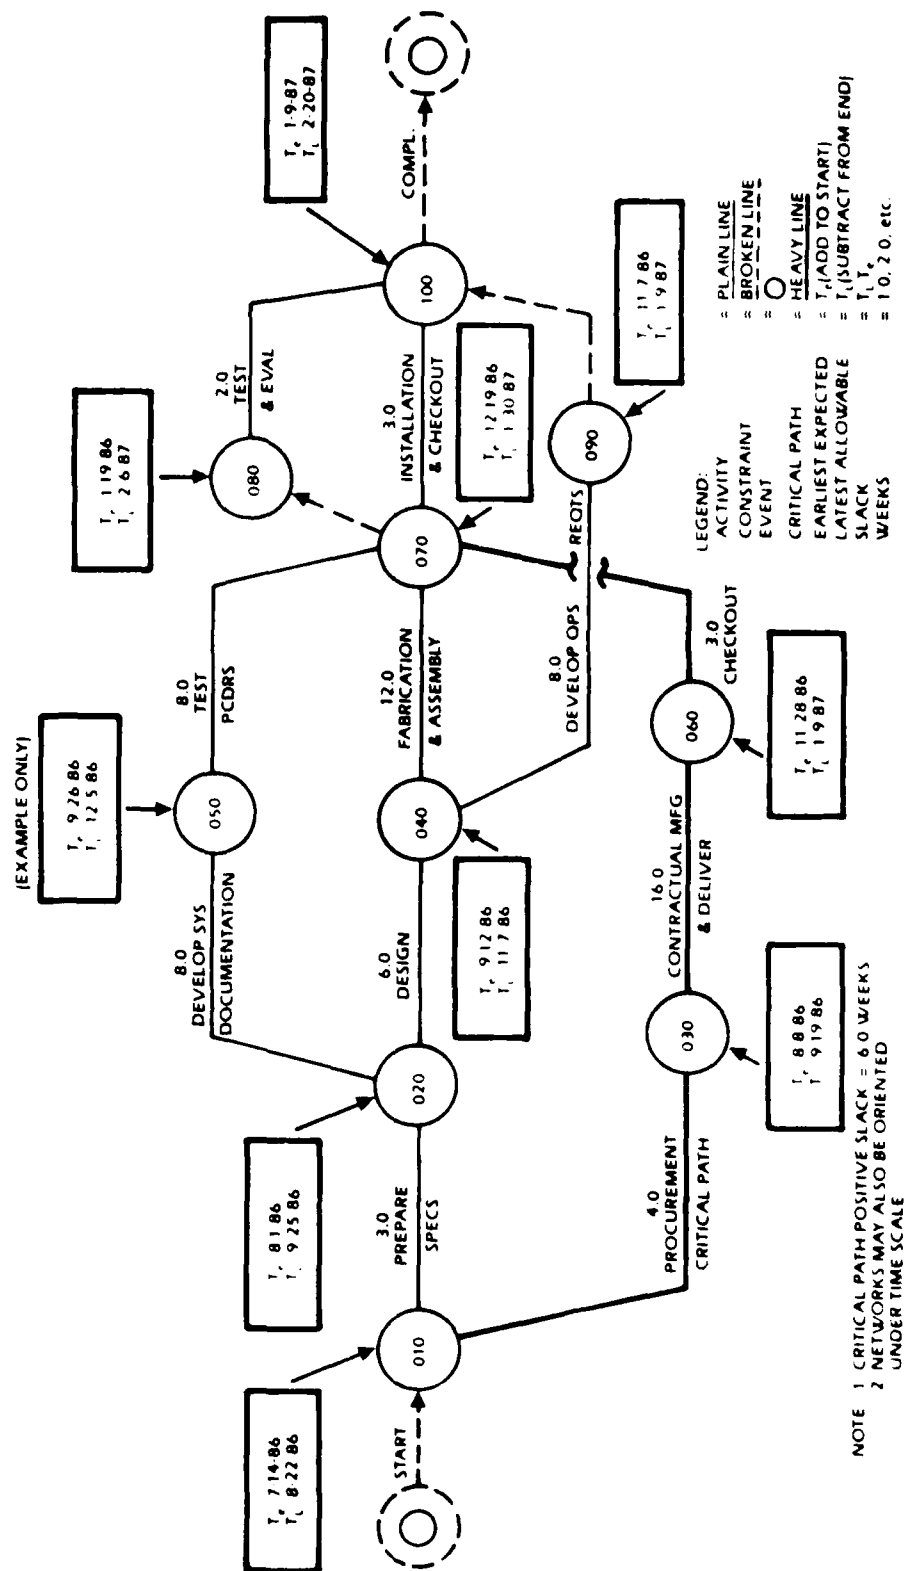 (EXAMPLE ONLY)
START
COMPL.
010
020
030
040
050
060
070
080
090
100
Te 7-14-86
TL 8-22 86
Te 8 1 86
TL 9 25 86
Te 9 26 86
TL 12 5 86
Te 9 12 86
TL 11 7 86
Te 8 8 86
T 9 19 86
Te 11 28 86
TL 1 9 87
Te 12 19 86
TL 1 30 87
Te 1 19 86
TL 2 6 87
Te 11 7 86
TL 1 9 87
Te 1-9-87
TL 2-20-87
3.0
PREPARE
SPECS
4.0
PROCUREMENT
CRITICAL PATH
8.0
DEVELOP SYS
DOCUMENTATION
6.0
DESIGN
16 0
CONTRACTUAL MFG
& DELIVER
8.0
TEST
PCDRS
12.0
FABRICATION
& ASSEMBLY
8.0
DEVELOP OPS REQTS
3.0
CHECKOUT
2.0
TEST
& EVAL
3.0
INSTALLATION
& CHECKOUT
LEGEND:
ACTIVITY = PLAIN LINE
CONSTRAINT = BROKEN LINE
EVENT =
CRITICAL PATH = HEAVY LINE
EARLIEST EXPECTED = Te(ADD TO START)
LATEST ALLOWABLE = TL(SUBTRACT FROM END)
SLACK = TL Te
WEEKS = 1 0, 2 0, etc.
NOTE 1 CRITICAL PATH POSITIVE SLACK = 6 0 WEEKS
2 NETWORKS MAY ALSO BE ORIENTED
UNDER TIME SCALE